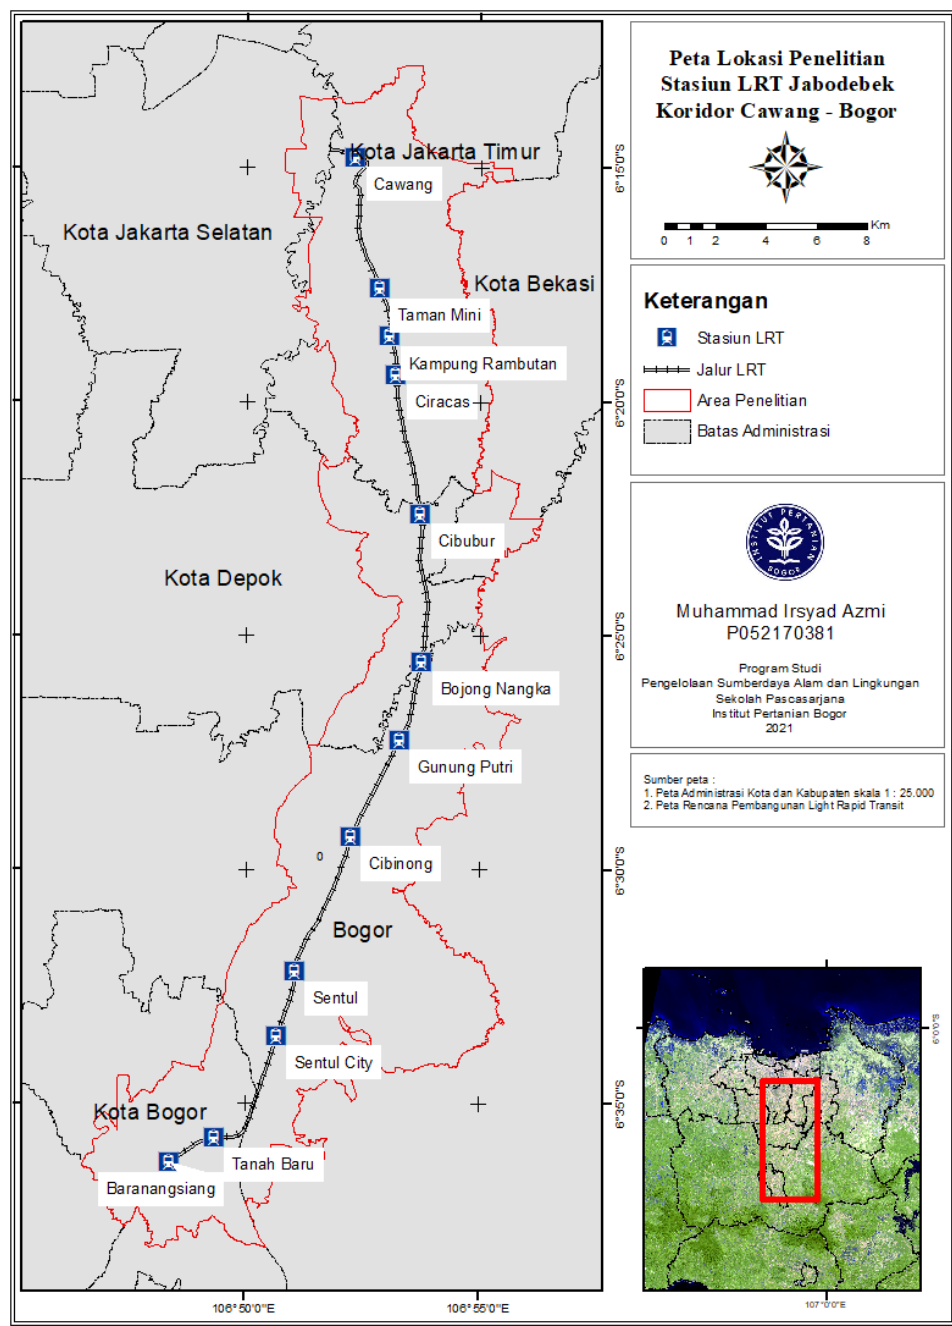 Peta Lokasi Penelitian
Stasiun LRT Jabodebek
Koridor Cawang - Bogor
Km
0 1 2 4 6 8
Keterangan
Stasiun LRT
Jalur LRT
Area Penelitian
Batas Administrasi
INSTITUT PERTANIAN
BOGOR
Muhammad Irsyad Azmi
P052170381
Program Studi
Pengelolaan Sumberdaya Alam dan Lingkungan
Sekolah Pascasarjana
Institut Pertanian Bogor
2021
Sumber peta :
1. Peta Administrasi Kota dan Kabupaten skala 1 : 25.000
2. Peta Rencana Pembangunan Light Rapid Transit
Kota Jakarta Timur
Cawang
Kota Jakarta Selatan
Kota Bekasi
Taman Mini
Kampung Rambutan
Ciracas
Cibubur
Kota Depok
Bojong Nangka
Gunung Putri
0
Cibinong
Bogor
Sentul
Sentul City
Kota Bogor
Tanah Baru
Baranangsiang
6°15'0"S
6°20'0"S
6°25'0"S
6°30'0"S
6°35'0"S
106°50'0"E
106°55'0"E
6°0'0"S
107°0'0"E